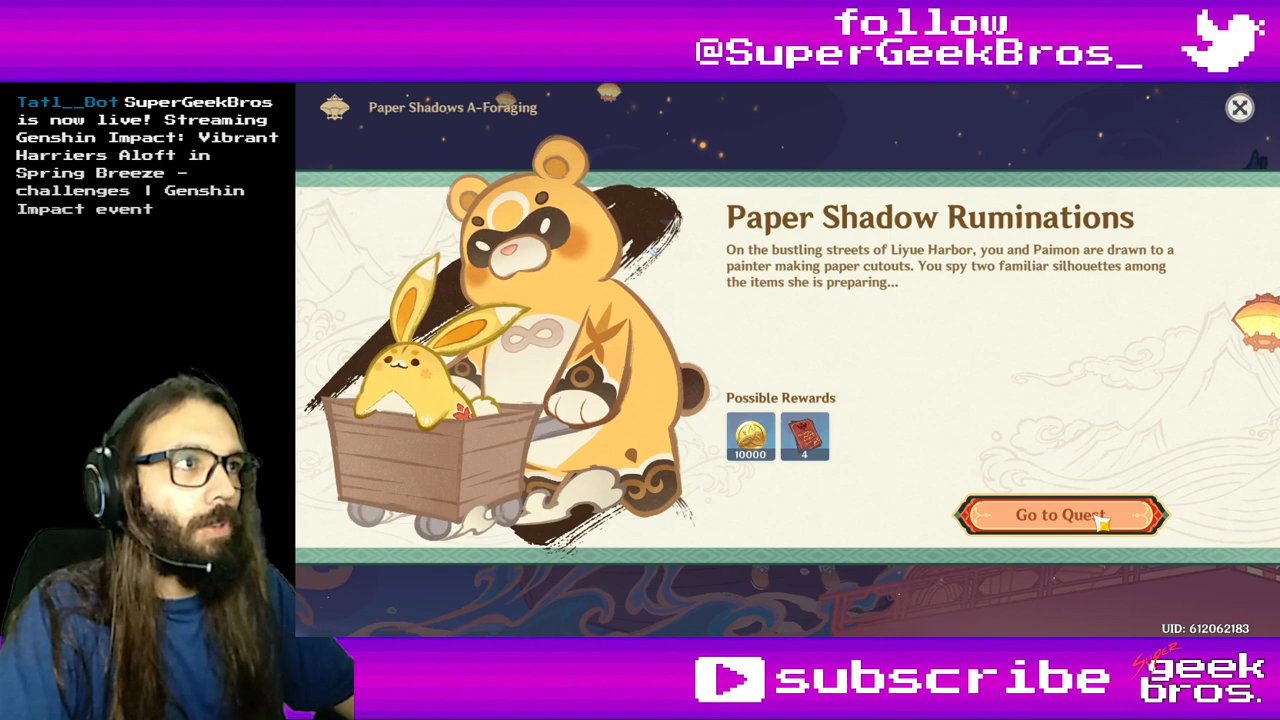 follow
@SuperGeekBros_
Tatl__Bot SuperGeekBros
is now live! Streaming
Genshin Impact: Vibrant
Harriers Aloft in
Spring Breeze -
challenges | Genshin
Impact event
Paper Shadows A-Foraging
Paper Shadow Ruminations
On the bustling streets of Liyue Harbor, you and Paimon are drawn to a
painter making paper cutouts. You spy two familiar silhouettes among
the items she is preparing...
Possible Rewards
10000
4
Go to Quest
UID: 612062183
subscribe
super
geek
bros.